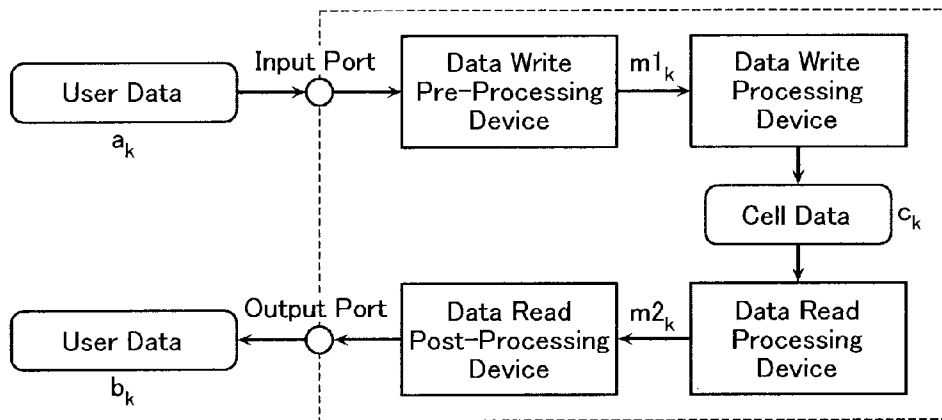 Input Port
User Data
a_k
Data Write
Pre-Processing
Device
m1_k
Data Write
Processing
Device
Cell Data
c_k
Output Port
User Data
b_k
Data Read
Post-Processing
Device
m2_k
Data Read
Processing
Device